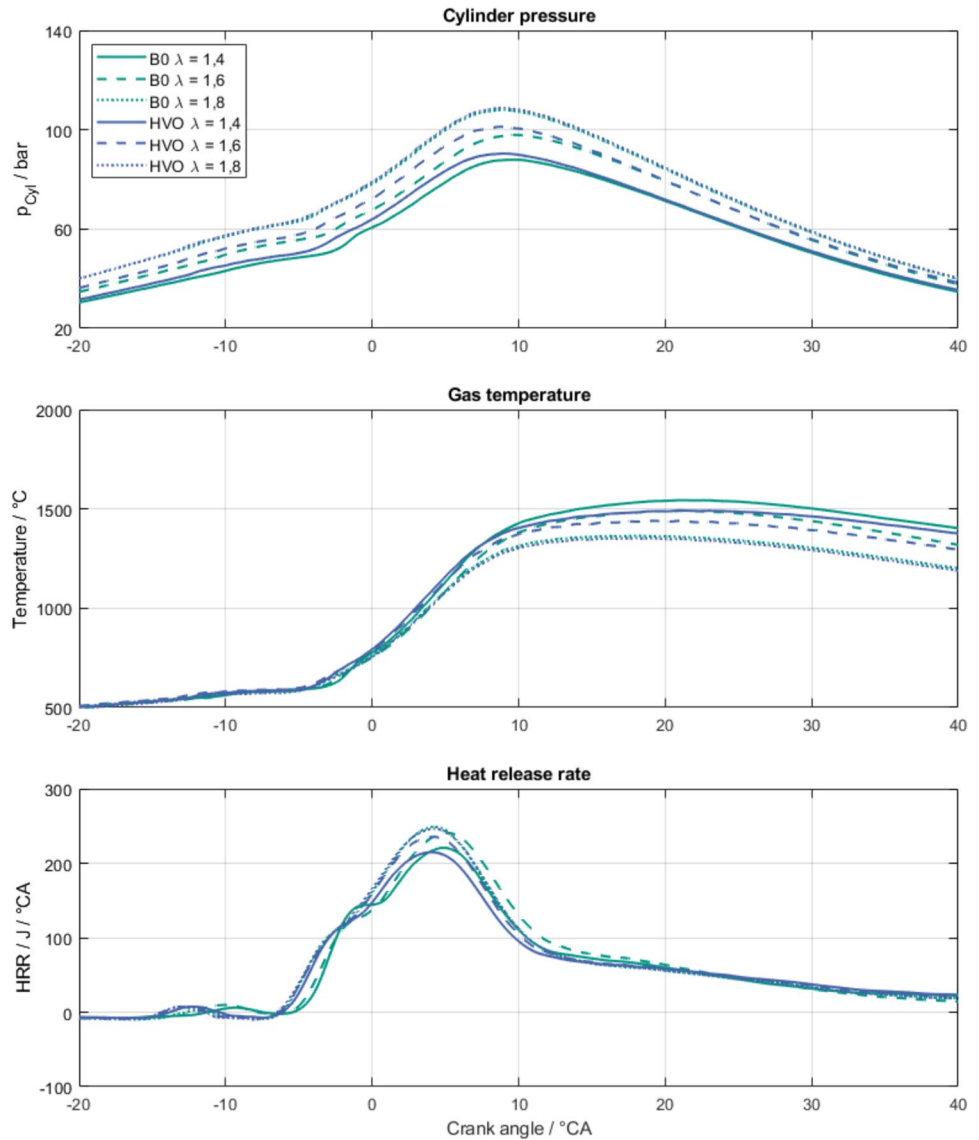 Cylinder pressure
140
100
60
20
p_Cyl / bar
B0 λ = 1,4
B0 λ = 1,6
B0 λ = 1,8
HVO λ = 1,4
HVO λ = 1,6
HVO λ = 1,8
-20 -10 0 10 20 30 40
Gas temperature
2000
1500
1000
500
Temperature / °C
-20 -10 0 10 20 30 40
Heat release rate
300
200
100
0
-100
HRR / J / °CA
-20 -10 0 10 20 30 40
Crank angle / °CA